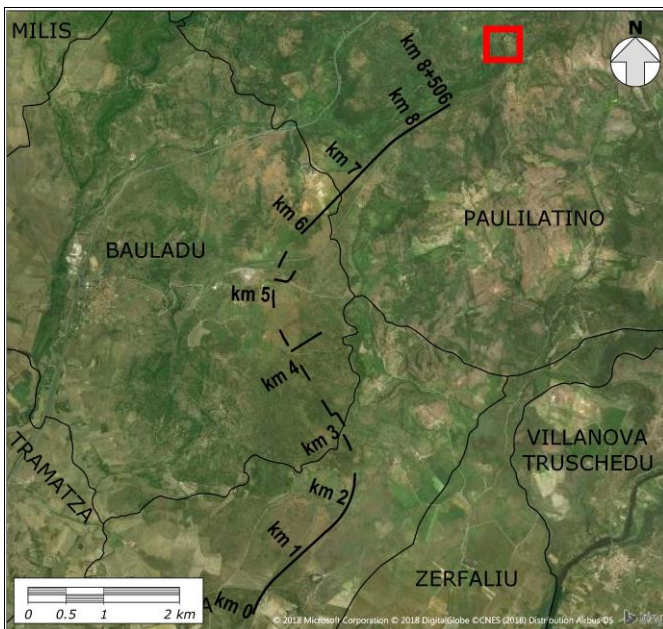 MILIS
N
km 8+506
km 8
km 7
PAULILATINO
km 6
BAULADU
km 5
km 4
km 3
VILLANOVA
TRUSCHEDU
TRAMATZA
km 2
km 1
ZERFALIU
km 0
0 0.5 1 2 km
© 2018 Microsoft Corporation © 2018 DigitalGlobe ©CNES (2018) Distribution Airbus DS